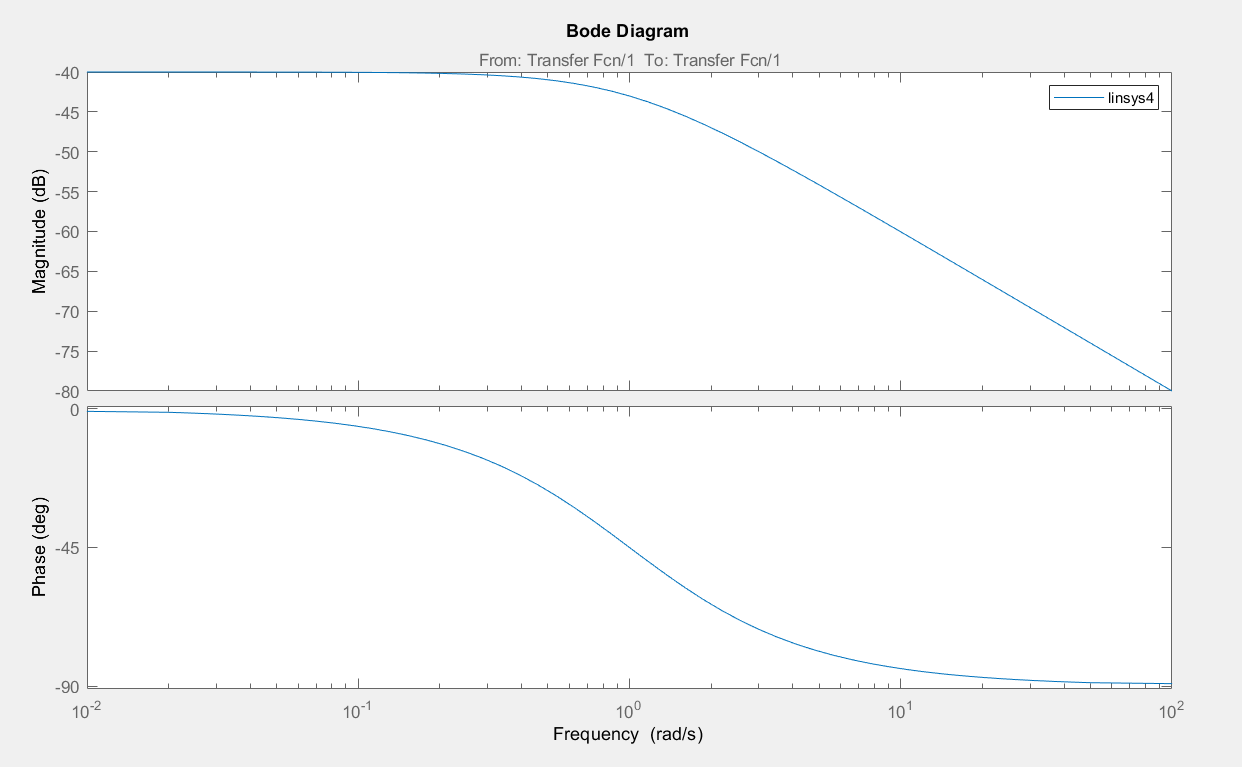 Bode Diagram
From: Transfer Fcn/1 To: Transfer Fcn/1
linsys4
Magnitude (dB)
-40
-45
-50
-55
-60
-65
-70
-75
-80
Phase (deg)
0
-45
-90
10^-2
10^-1
10^0
10^1
10^2
Frequency (rad/s)